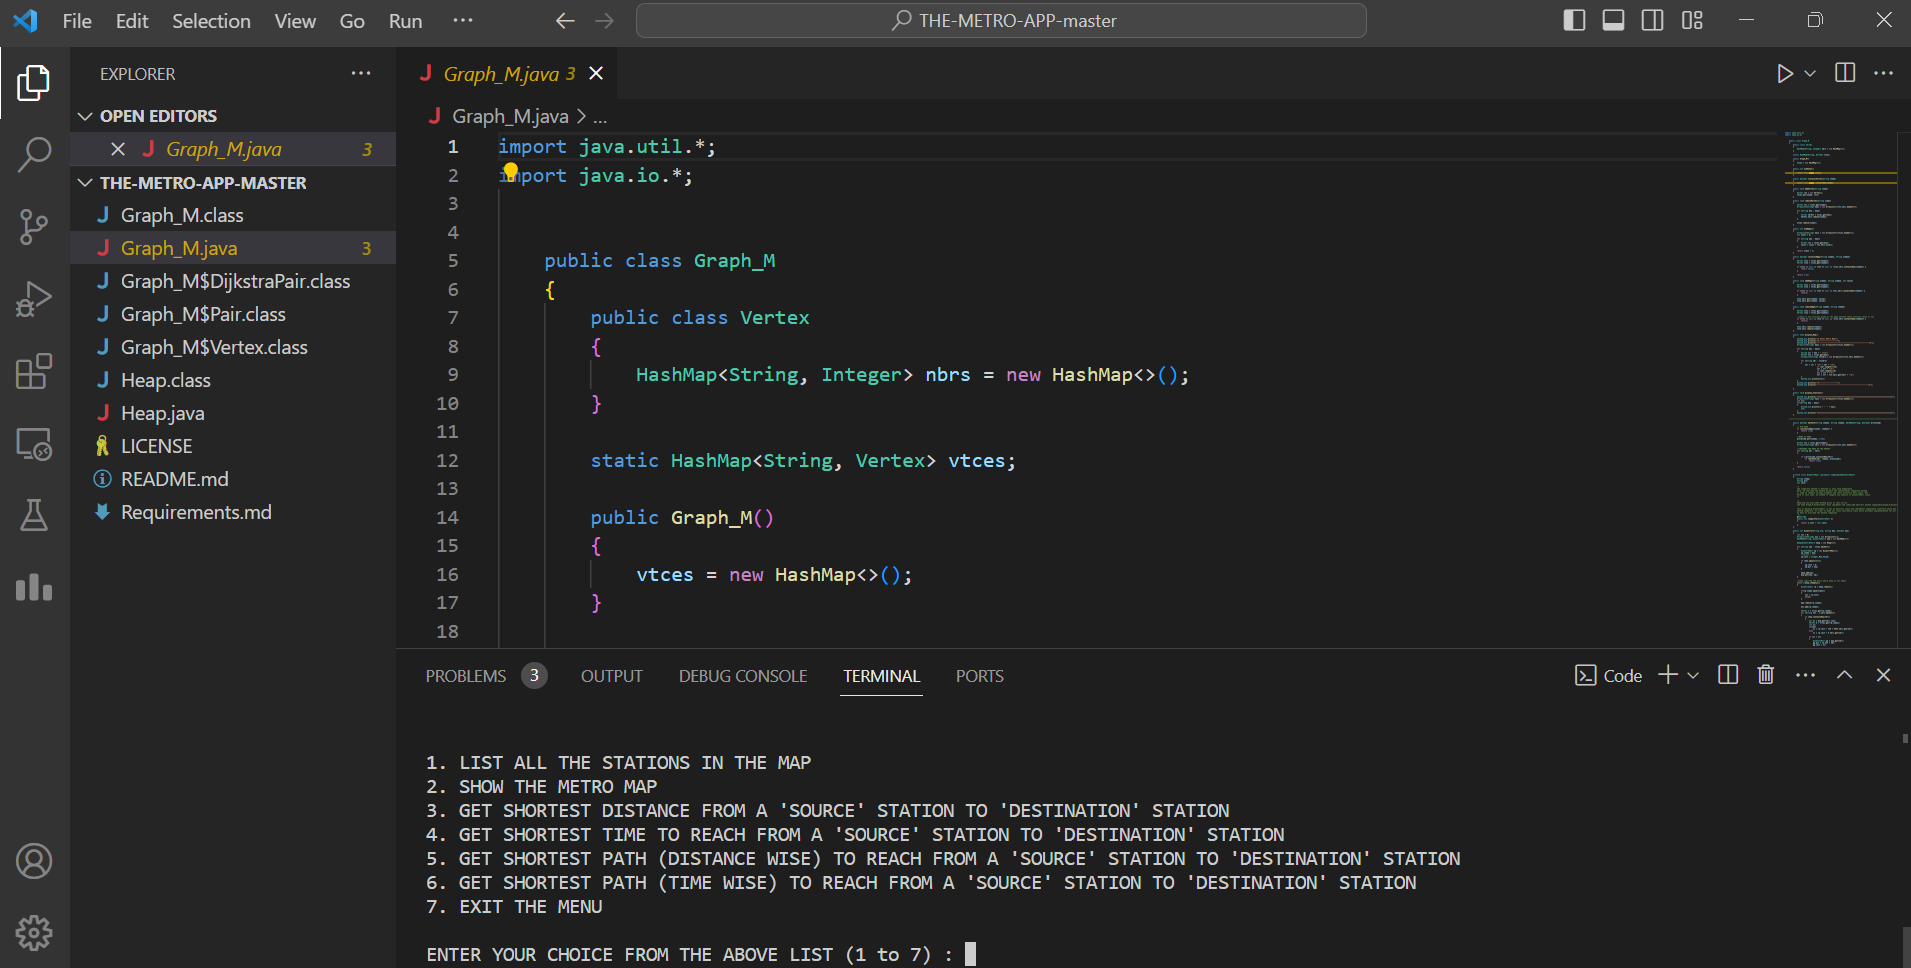 File Edit Selection View Go Run ··· THE-METRO-APP-master
EXPLORER ···
OPEN EDITORS
Graph_M.java 3
THE-METRO-APP-MASTER
Graph_M.class
Graph_M.java 3
Graph_M$DijkstraPair.class
Graph_M$Pair.class
Graph_M$Vertex.class
Heap.class
Heap.java
LICENSE
README.md
Requirements.md
Graph_M.java 3
Graph_M.java > ...
1 import java.util.*;
2 import java.io.*;
3
4
5 public class Graph_M
6 {
7 public class Vertex
8 {
9 HashMap<String, Integer> nbrs = new HashMap<>();
10 }
11
12 static HashMap<String, Vertex> vtces;
13
14 public Graph_M()
15 {
16 vtces = new HashMap<>();
17 }
18
PROBLEMS 3 OUTPUT DEBUG CONSOLE TERMINAL PORTS Code
1. LIST ALL THE STATIONS IN THE MAP
2. SHOW THE METRO MAP
3. GET SHORTEST DISTANCE FROM A 'SOURCE' STATION TO 'DESTINATION' STATION
4. GET SHORTEST TIME TO REACH FROM A 'SOURCE' STATION TO 'DESTINATION' STATION
5. GET SHORTEST PATH (DISTANCE WISE) TO REACH FROM A 'SOURCE' STATION TO 'DESTINATION' STATION
6. GET SHORTEST PATH (TIME WISE) TO REACH FROM A 'SOURCE' STATION TO 'DESTINATION' STATION
7. EXIT THE MENU
ENTER YOUR CHOICE FROM THE ABOVE LIST (1 to 7) :